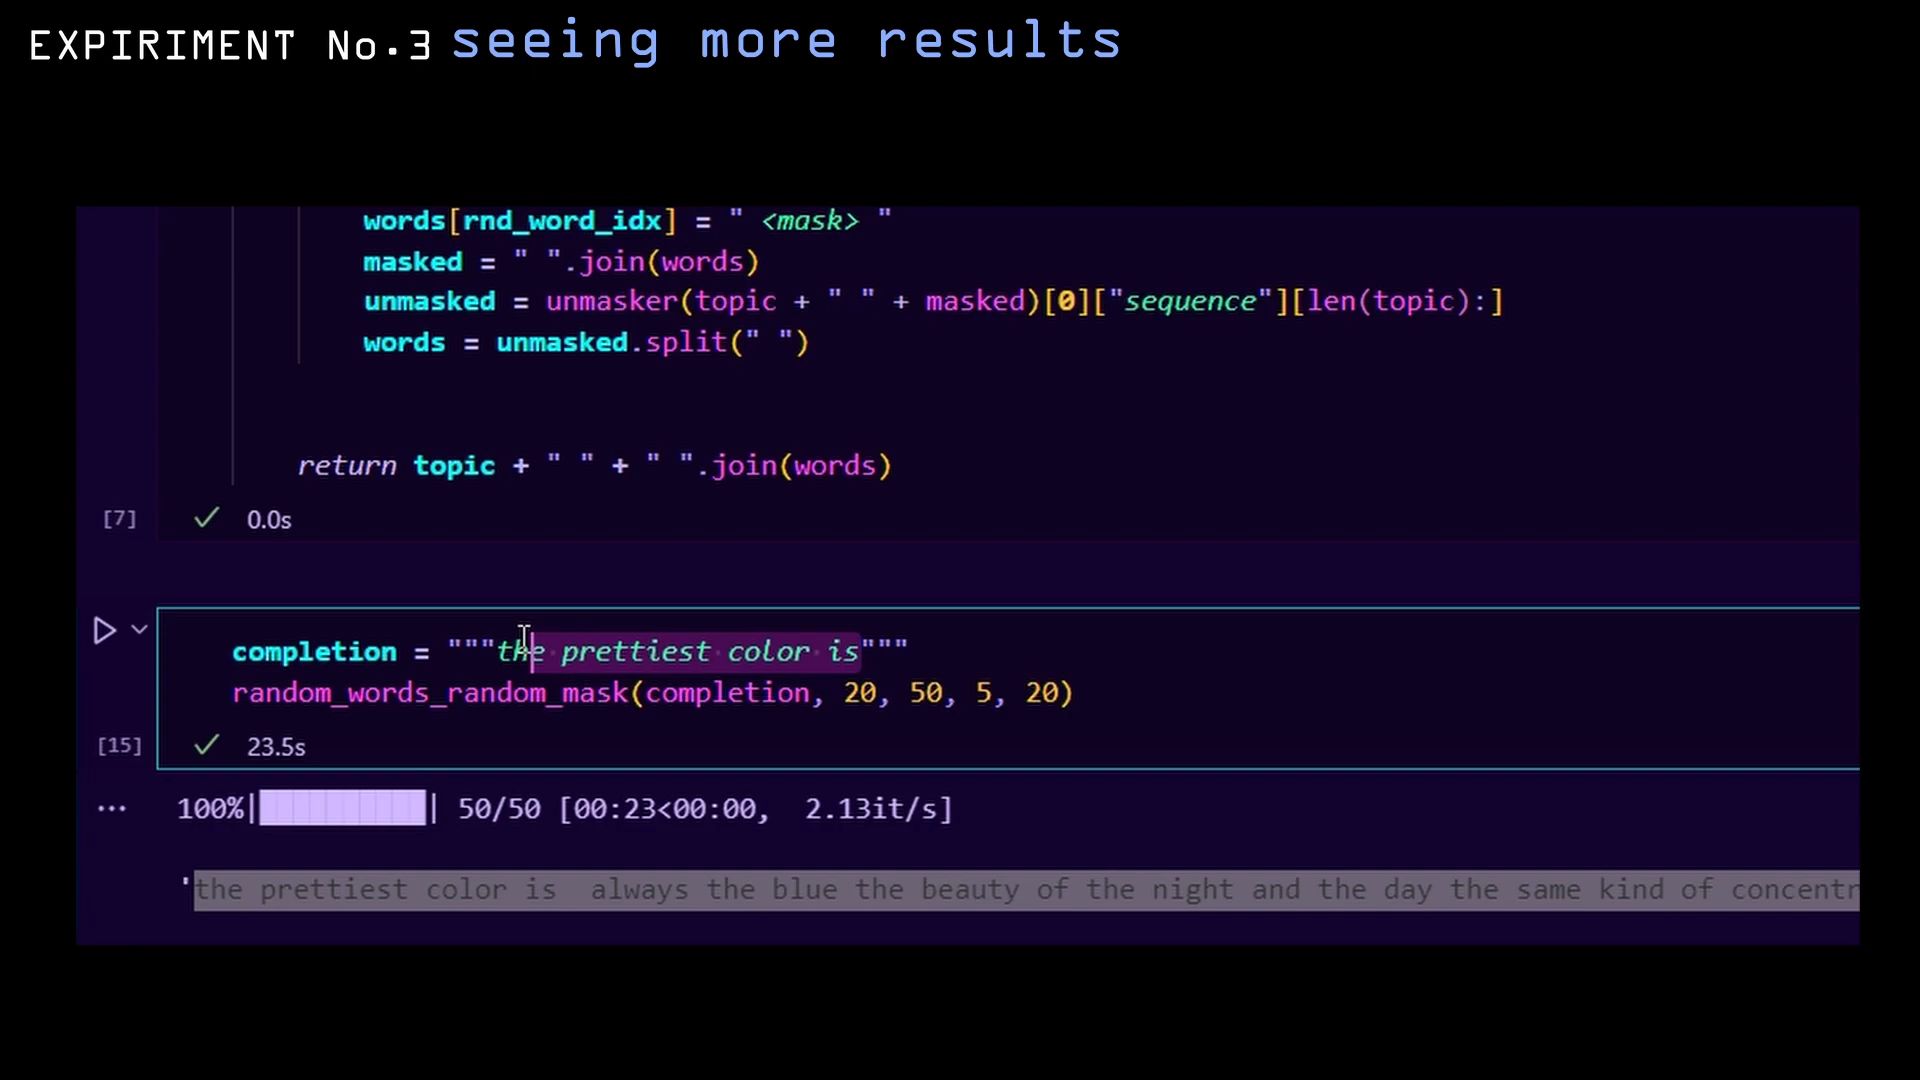 EXPIRIMENT No.3 seeing more results
words[rnd_word_idx] = " <mask> "
masked = " ".join(words)
unmasked = unmasker(topic + " " + masked)[0]["sequence"][len(topic):]
words = unmasked.split(" ")
return topic + " " + " ".join(words)
[7] 0.0s
completion = """the prettiest color is"""
random_words_random_mask(completion, 20, 50, 5, 20)
[15] 23.5s
100%| | 50/50 [00:23<00:00, 2.13it/s]
'the prettiest color is  always the blue the beauty of the night and the day the same kind of concentr